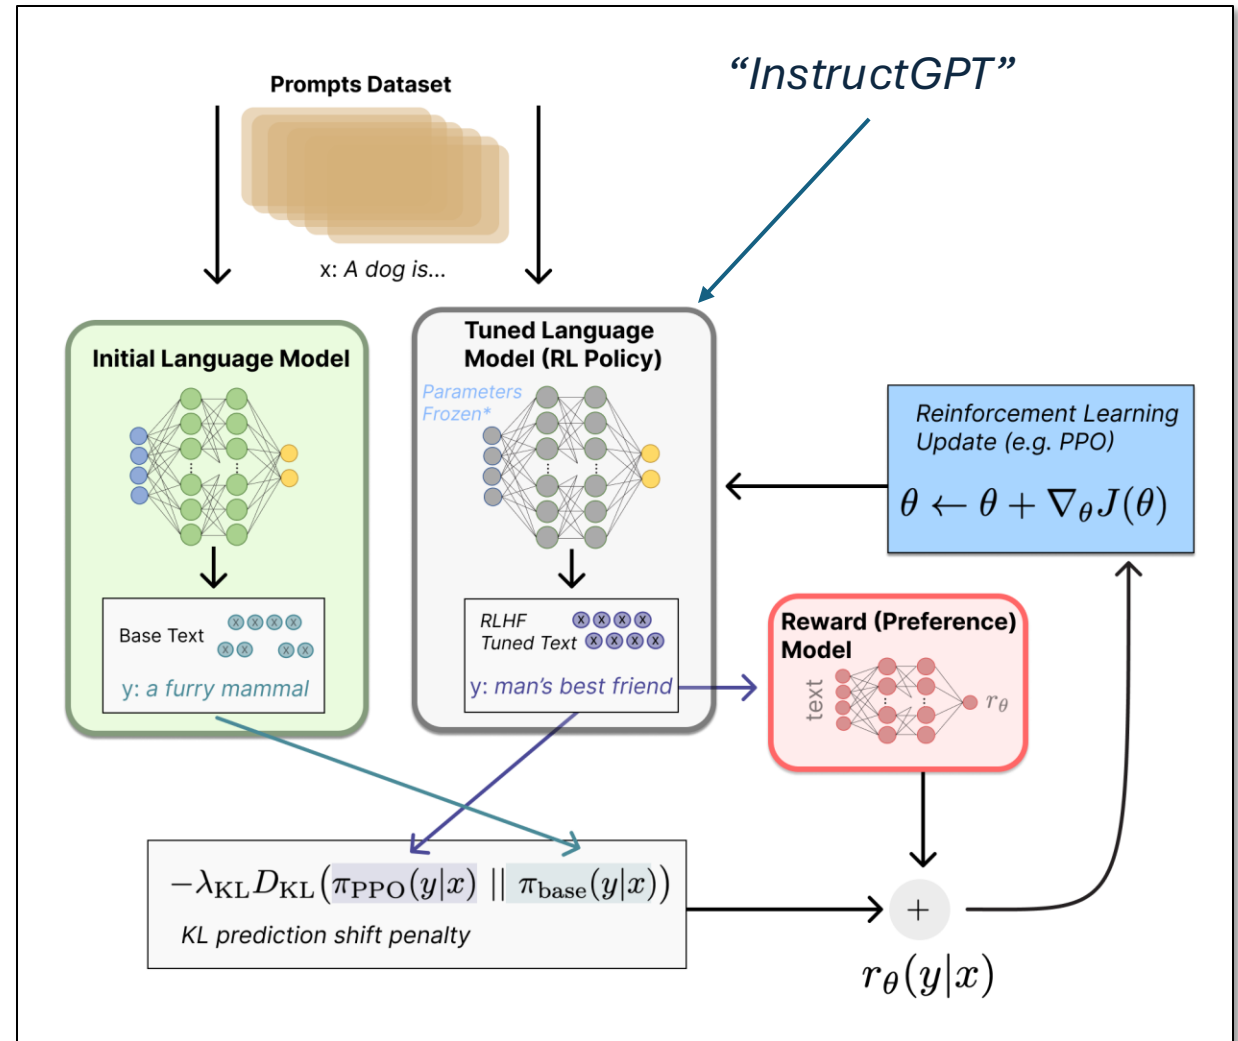 “InstructGPT”
Prompts Dataset
x: A dog is...
Initial Language Model
Tuned Language
Model (RL Policy)
Parameters
Frozen*
Reinforcement Learning
Update (e.g. PPO)
θ ← θ + ∇θJ(θ)
Base Text
x x x x
x x x x
y: a furry mammal
RLHF
Tuned Text
x x x x
x x x x
y: man's best friend
Reward (Preference)
Model
text
rθ
−λKL DKL(πPPO(y|x) || πbase(y|x))
KL prediction shift penalty
+
rθ(y|x)